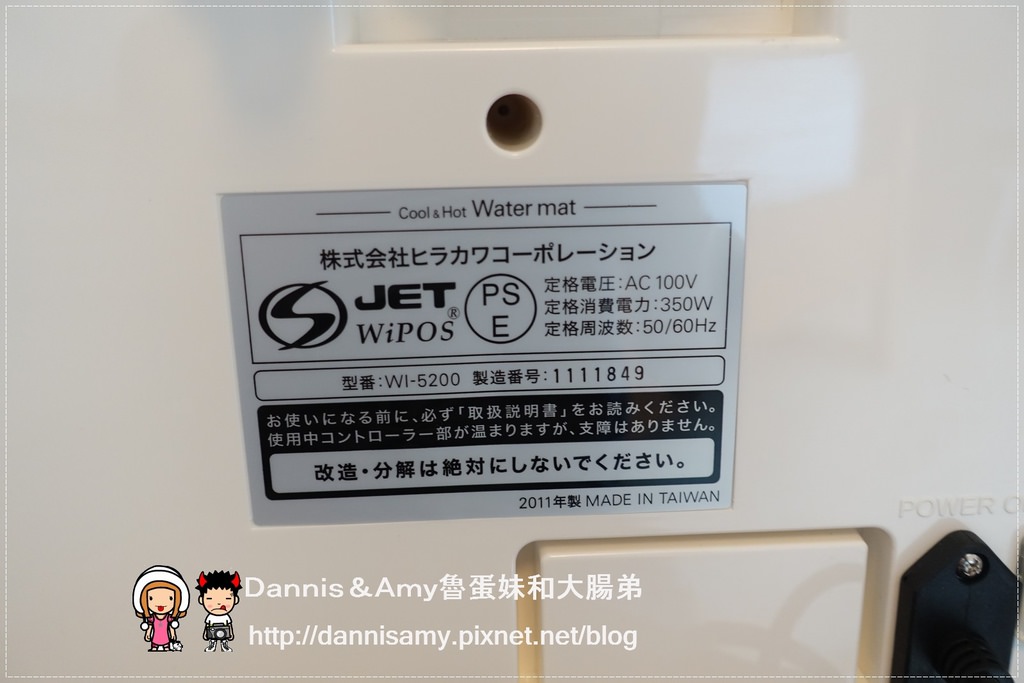 Cool & Hot Water mat
株式会社ヒラカワコーポレーション
JET®
WiPOS
PS
E
定格電圧:AC 100V
定格消費電力:350W
定格周波数:50/60Hz
型番:WI-5200 製造番号:1111849
お使いになる前に、必ず「取扱説明書」をお読みください。
使用中コントローラー部が温まりますが、支障はありません。
改造・分解は絶対にしないでください。
2011年製 MADE IN TAIWAN
POWER C
Dannis&Amy魯蛋妹和大腸弟
http://dannisamy.pixnet.net/blog